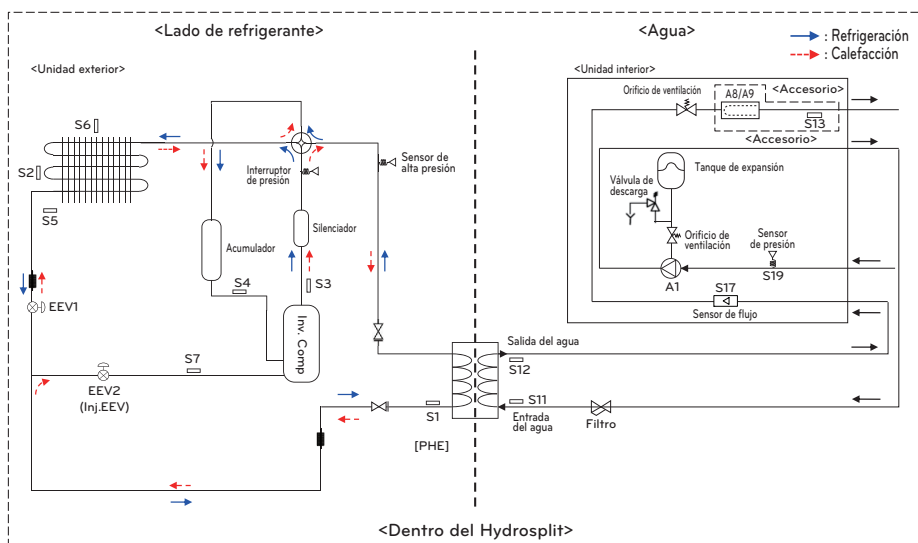 <Lado de refrigerante>
<Agua>
: Refrigeración
: Calefacción
<Unidad exterior>
<Unidad interior>
Orificio de ventilación
A8/A9
<Accesorio>
S13
<Accesorio>
S6
S2
S5
Interruptor
de presión
Sensor de
alta presión
Tanque de expansión
Válvula de
descarga
Silenciador
Acumulador
Orificio de
ventilación
Sensor
de presión
S19
A1
S4
S3
S17
Sensor de flujo
EEV1
Inv. Comp
S7
EEV2
(Inj.EEV)
Salida del agua
S12
S1
S11
Entrada
del agua
Filtro
[PHE]
<Dentro del Hydrosplit>